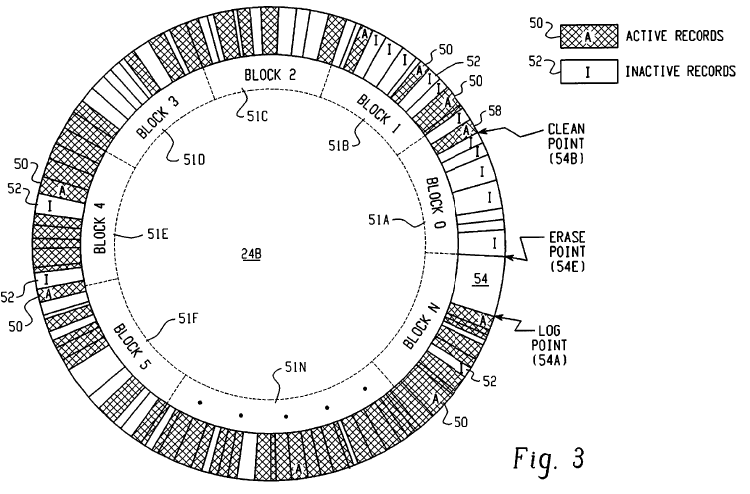 50
A
ACTIVE RECORDS
52
I
INACTIVE RECORDS
A
I
I
I
50
A
I
52
I
50
A
I
58
A
I
I
I
I
I
CLEAN
POINT
(54B)
ERASE
POINT
(54E)
54
LOG
POINT
(54A)
A
I
52
A
50
A
BLOCK 2
51C
BLOCK 1
51B
BLOCK 0
51A
BLOCK N
51N
BLOCK 5
51F
BLOCK 4
51E
BLOCK 3
51D
24B
50
A
52
I
52
I
50
A
Fig. 3